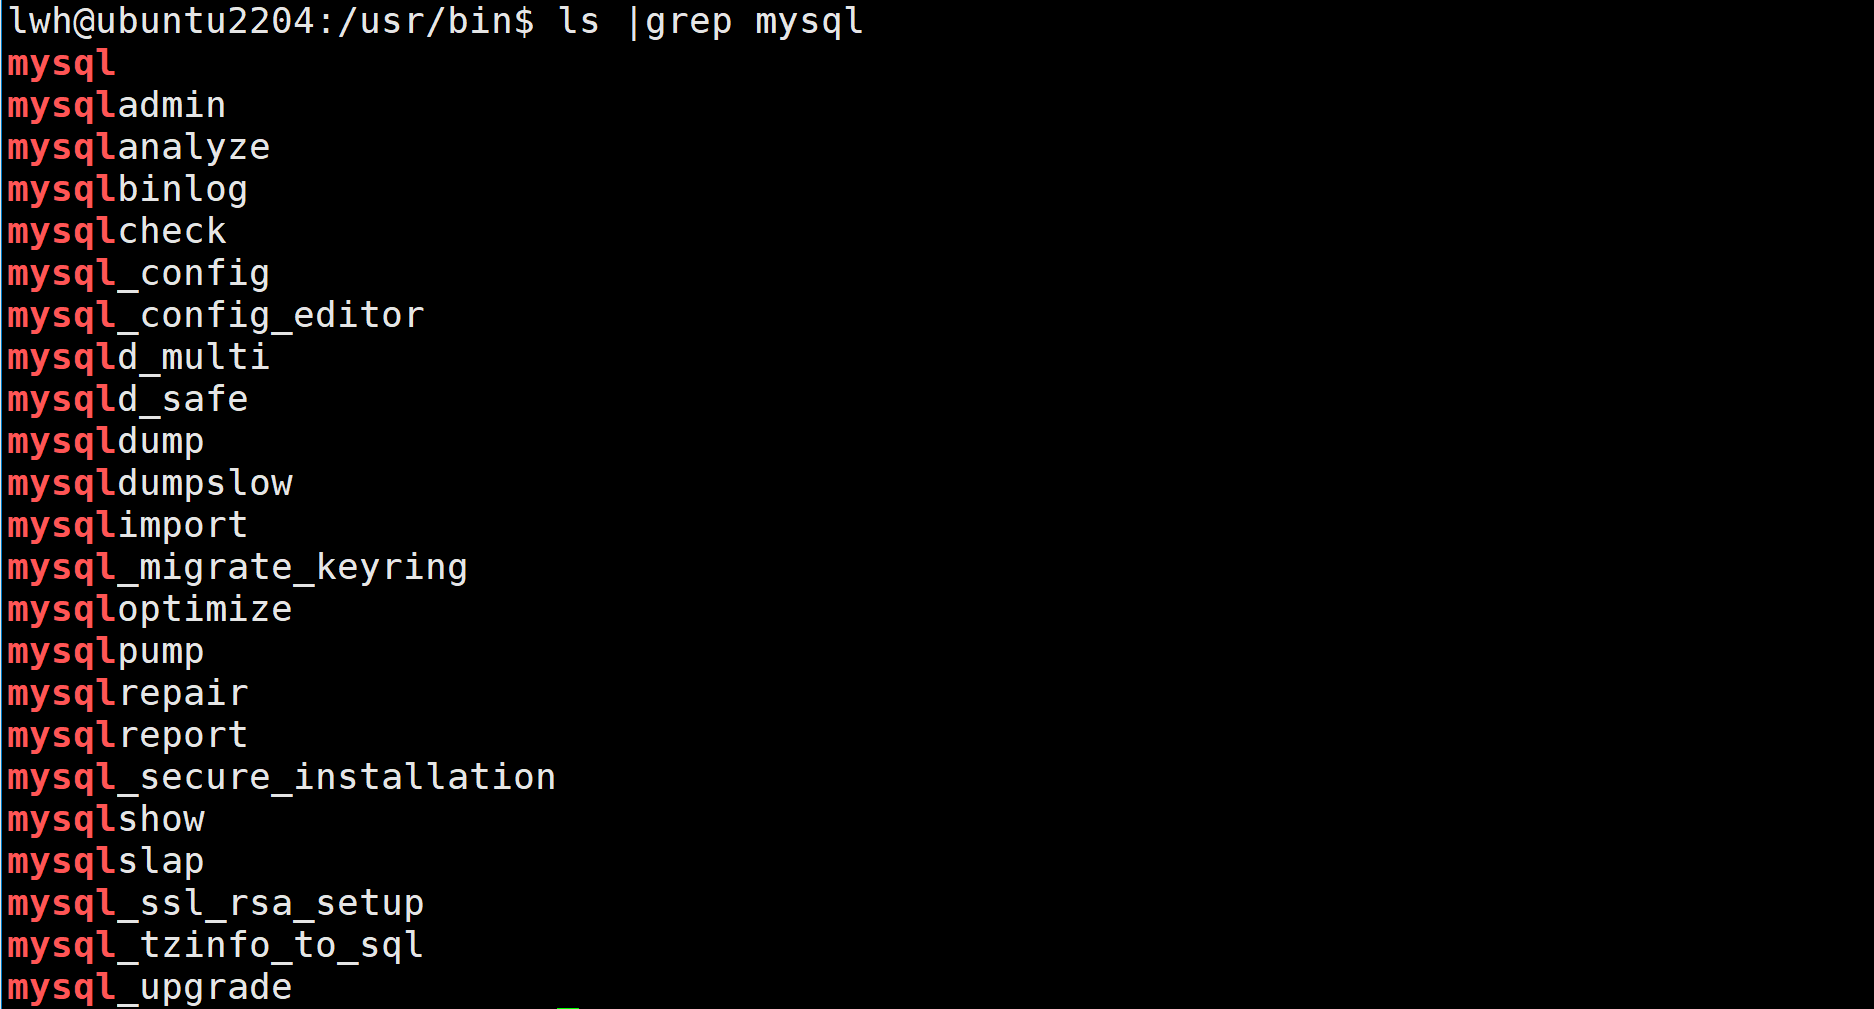 lwh@ubuntu2204:/usr/bin$ ls |grep mysql
mysql
mysqladmin
mysqlanalyze
mysqlbinlog
mysqlcheck
mysql_config
mysql_config_editor
mysqld_multi
mysqld_safe
mysqldump
mysqldumpslow
mysqlimport
mysql_migrate_keyring
mysqloptimize
mysqlpump
mysqlrepair
mysqlreport
mysql_secure_installation
mysqlshow
mysqlslap
mysql_ssl_rsa_setup
mysql_tzinfo_to_sql
mysql_upgrade